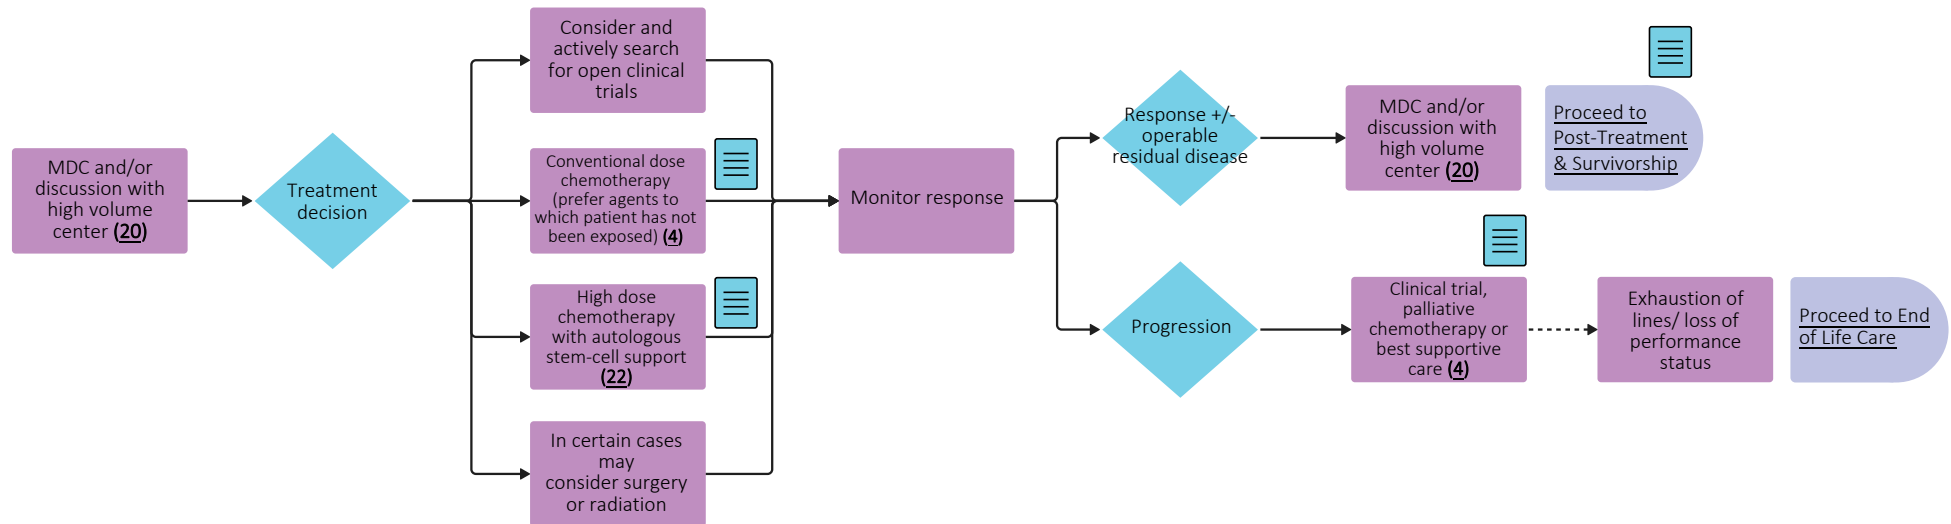 MDC and/or
discussion with
high volume
center (20)
Treatment
decision
Consider and
actively search
for open clinical
trials
Conventional dose
chemotherapy
(prefer agents to
which patient has not
been exposed) (4)
High dose
chemotherapy
with autologous
stem-cell support
(22)
In certain cases
may
consider surgery
or radiation
Monitor response
Response +/-
operable
residual disease
MDC and/or
discussion with
high volume
center (20)
Proceed to
Post-Treatment
& Survivorship
Progression
Clinical trial,
palliative
chemotherapy or
best supportive
care (4)
Exhaustion of
lines/ loss of
performance
status
Proceed to End
of Life Care